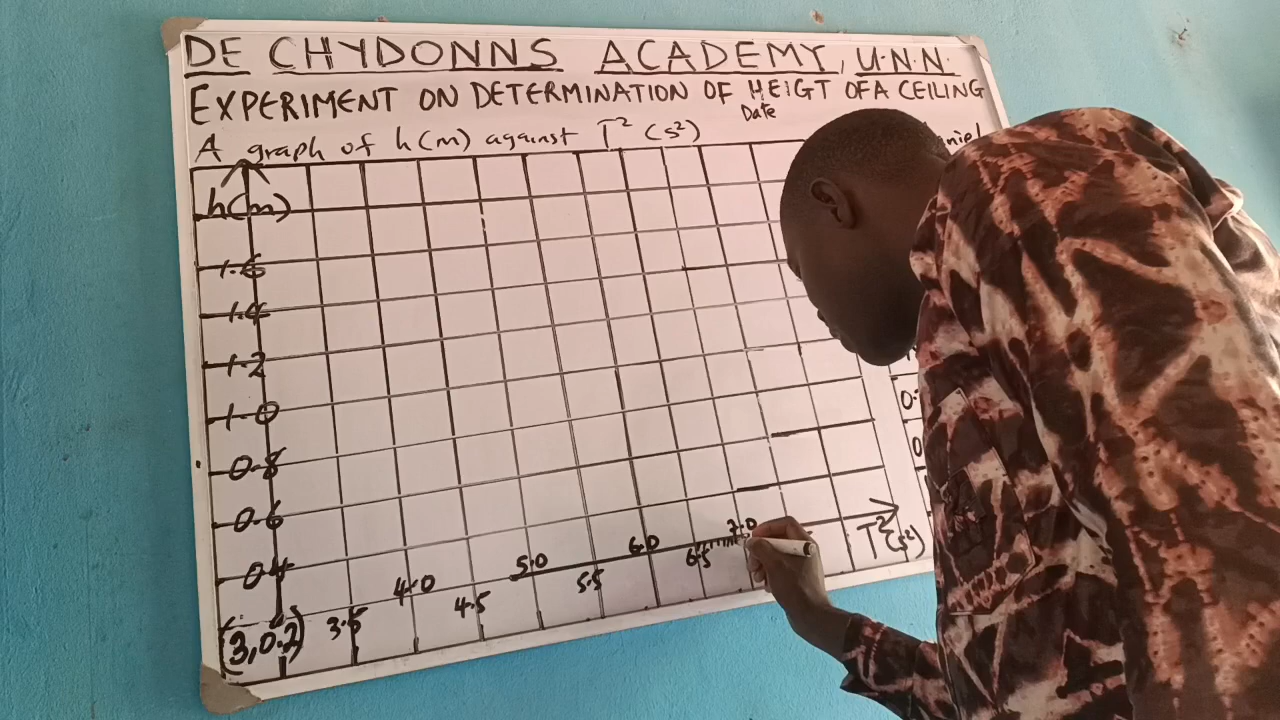 DE CHYDONNS ACADEMY, U.N.N.
EXPERIMENT ON DETERMINATION OF HEIGT OF A CEILING
Date
A graph of h(m) against T² (s²)
h(m)
1.6
1.4
1.2
1.0
0.8
0.6
0.4
(3,0.2)
3.5
4.0
4.5
5.0
5.5
6.0
6.5
7.0
T²(s²)